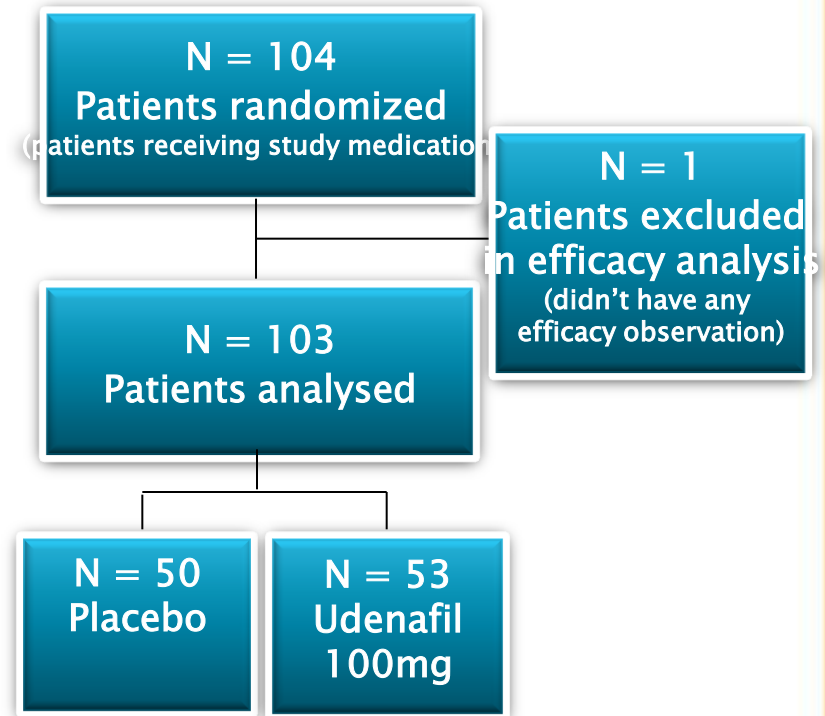 N = 104
Patients randomized
(patients receiving study medication
N = 1
Patients excluded
in efficacy analysis
(didn’t have any
efficacy observation)
N = 103
Patients analysed
N = 50
Placebo
N = 53
Udenafil
100mg